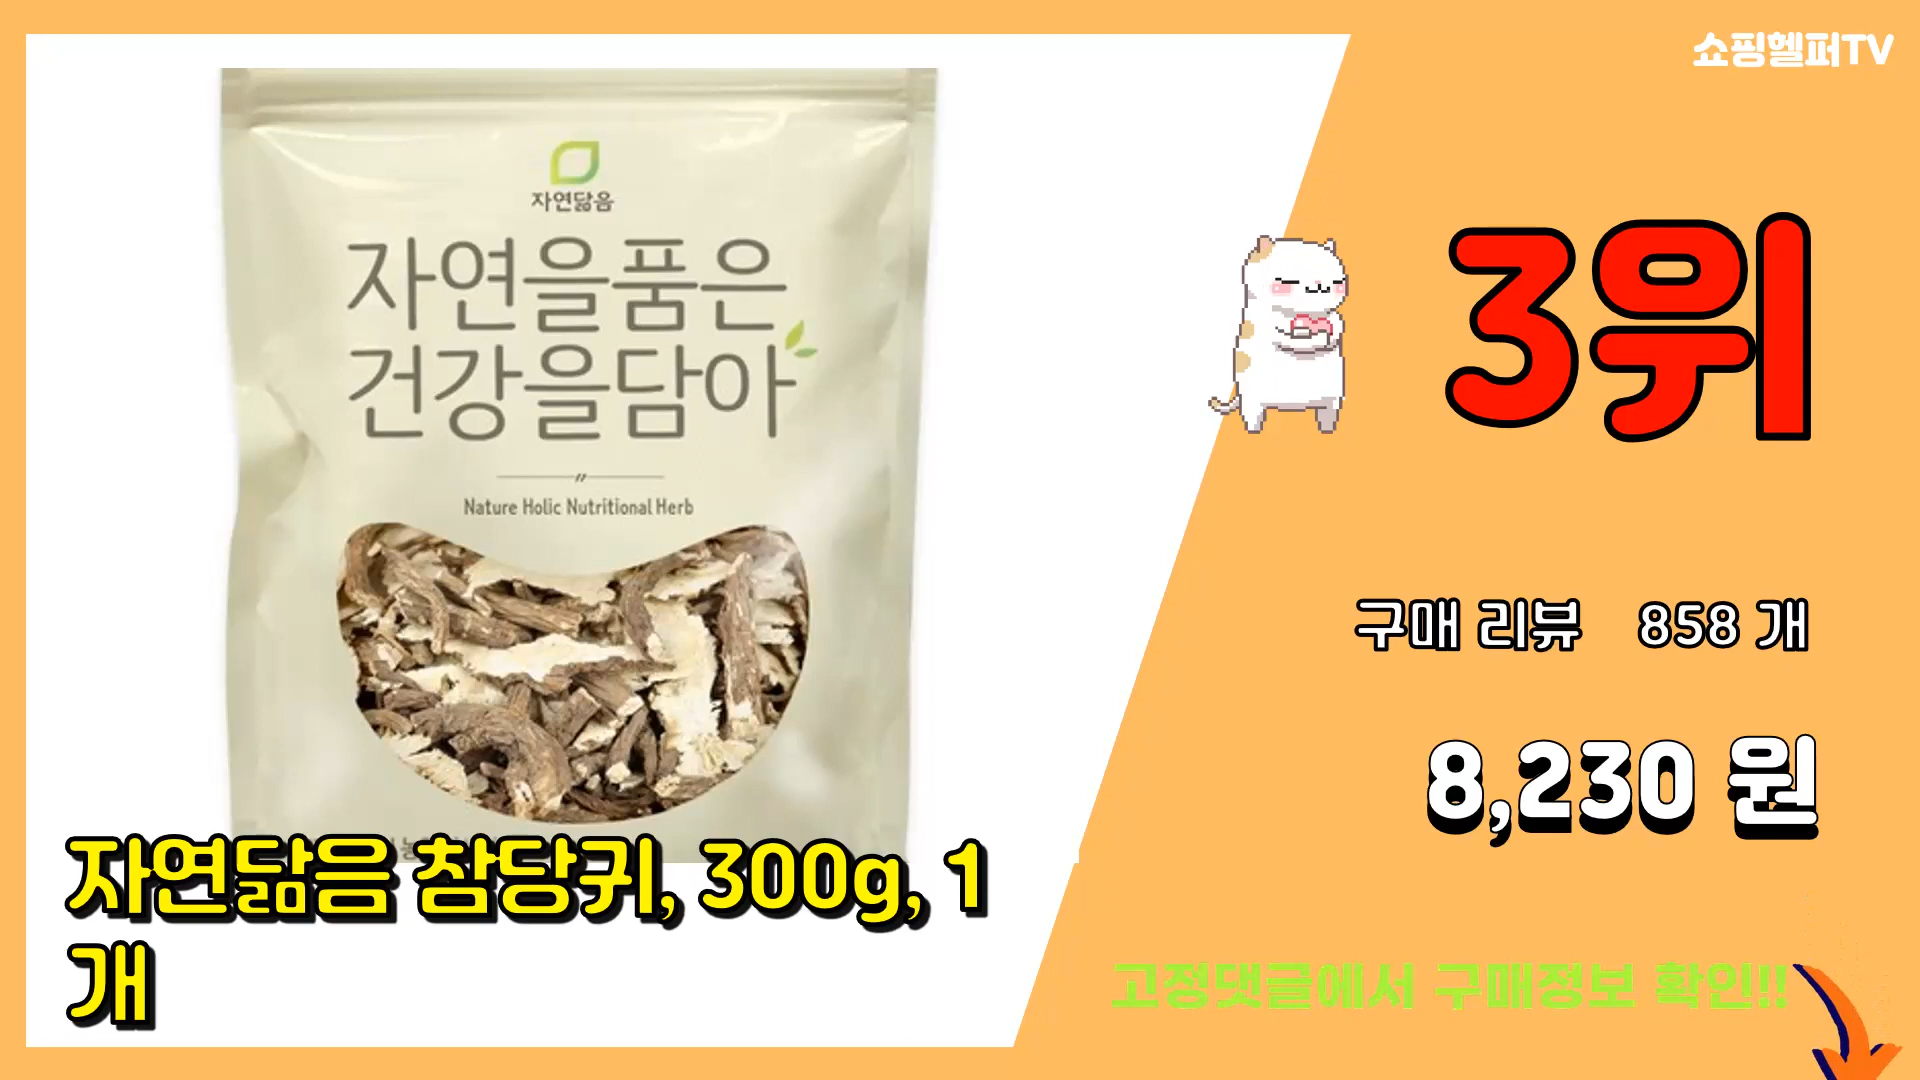 쇼핑헬퍼TV
자연닮음
자연을품은
건강을담아
Nature Holic Nutritional Herb
3위
구매 리뷰 858 개
8,230 원
자연닮음 참당귀, 300g, 1
개
고정댓글에서 구매정보 확인!!